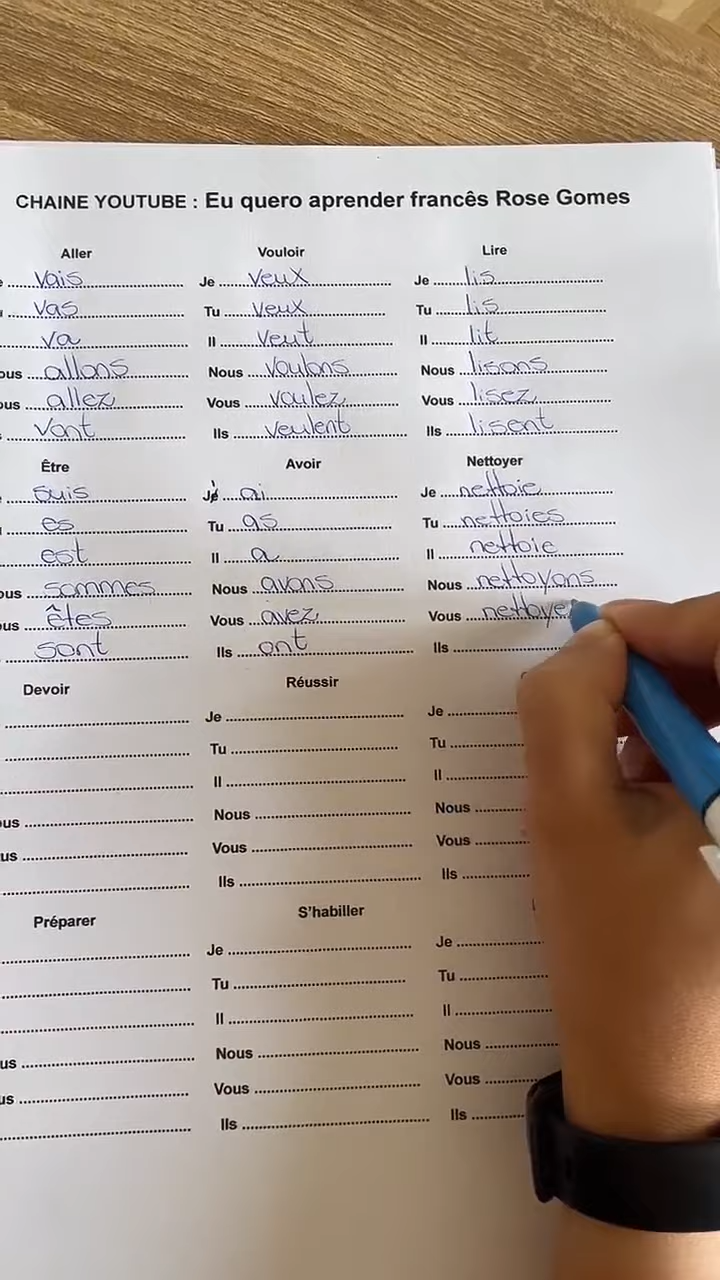 CHAINE YOUTUBE : Eu quero aprender francês Rose Gomes
Aller
vais
vas
va
ous allons
ous allez
vont
Vouloir
Je veux
Tu veux
Il veut
Nous voulons
Vous voulez
Ils veulent
Lire
Je lis
Tu lis
Il lit
Nous lisons
Vous lisez
Ils lisent
Être
suis
es
est
ous sommes
ous êtes
sont
Avoir
J' ai
Tu as
Il a
Nous avons
Vous avez
Ils ont
Nettoyer
Je nettoie
Tu nettoies
Il nettoie
Nous nettoyons
Vous nettoye
Ils
Devoir
ous
us
Réussir
Je
Tu
Il
Nous
Vous
Ils
Je
Tu
Il
Nous
Vous
Ils
Préparer
us
us
S'habiller
Je
Tu
Il
Nous
Vous
Ils
Je
Tu
Il
Nous
Vous
Ils